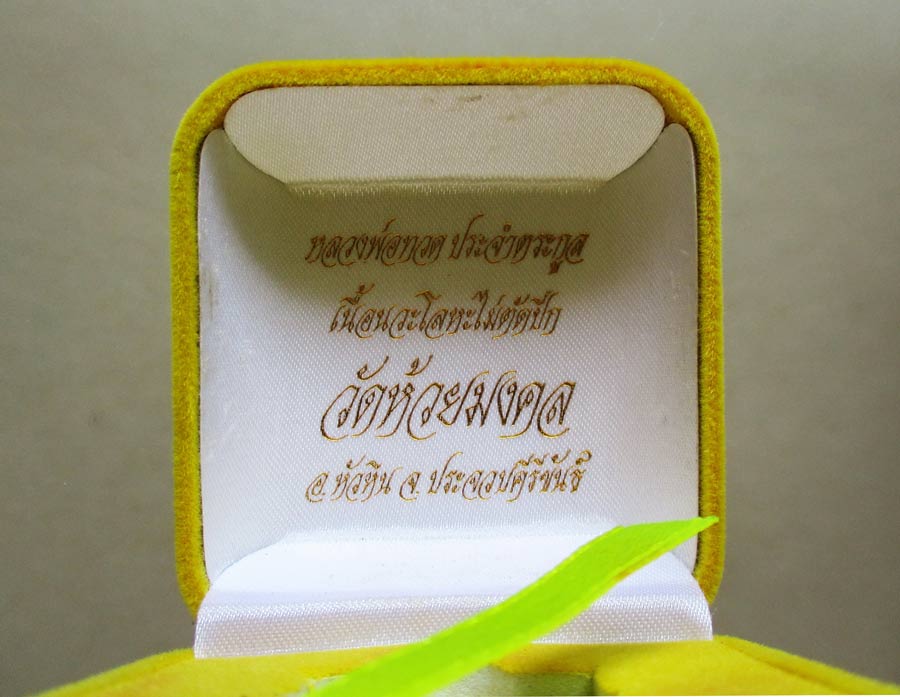 หลวงพ่อทวด ประจำตระกูล
เนื้อนวะโลหะไม่ตัดปีก
วัดห้วยมงคล
อ. หัวหิน จ. ประจวบคีรีขันธ์